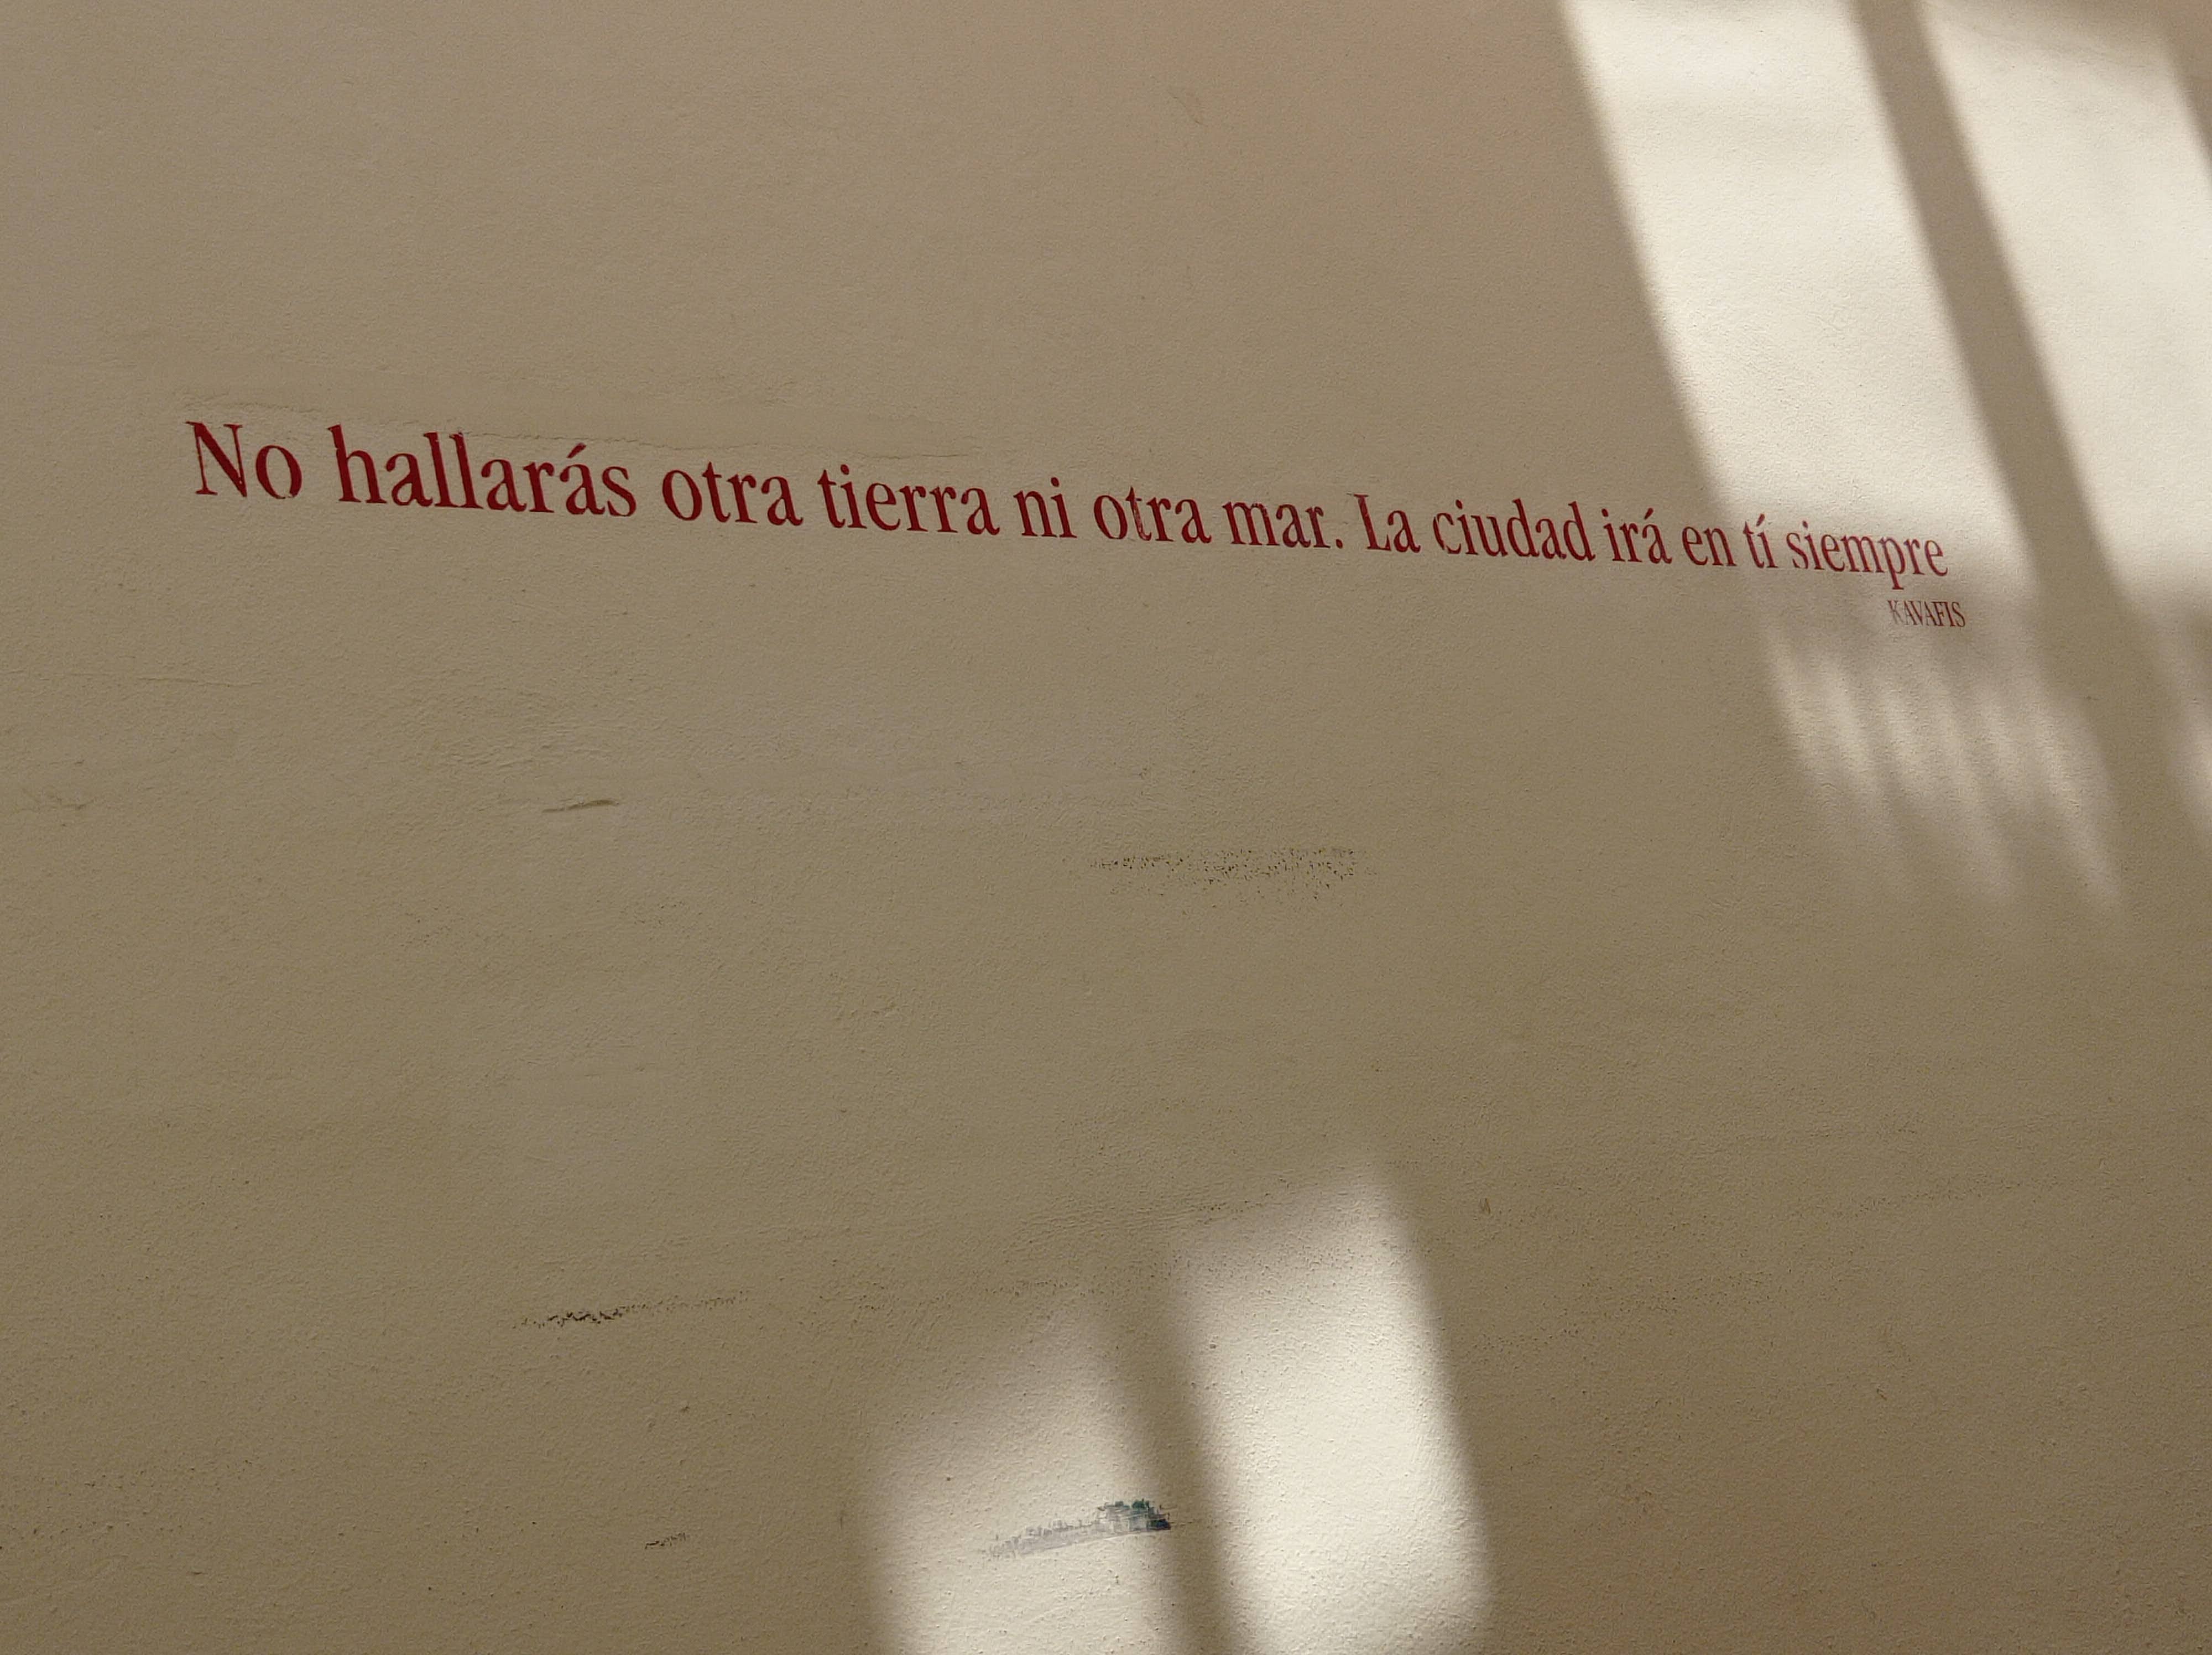 No hallarás otra tierra ni otra mar. La ciudad irá en tí siempre
KAVAFIS